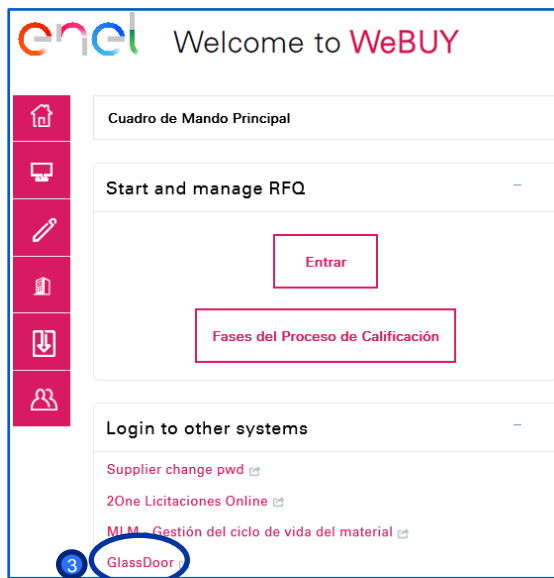 enel Welcome to WeBUY
Cuadro de Mando Principal
Start and manage RFQ
Entrar
Fases del Proceso de Calificación
Login to other systems
Supplier change pwd
2One Licitaciones Online
MLM - Gestión del ciclo de vida del material
3 GlassDoor